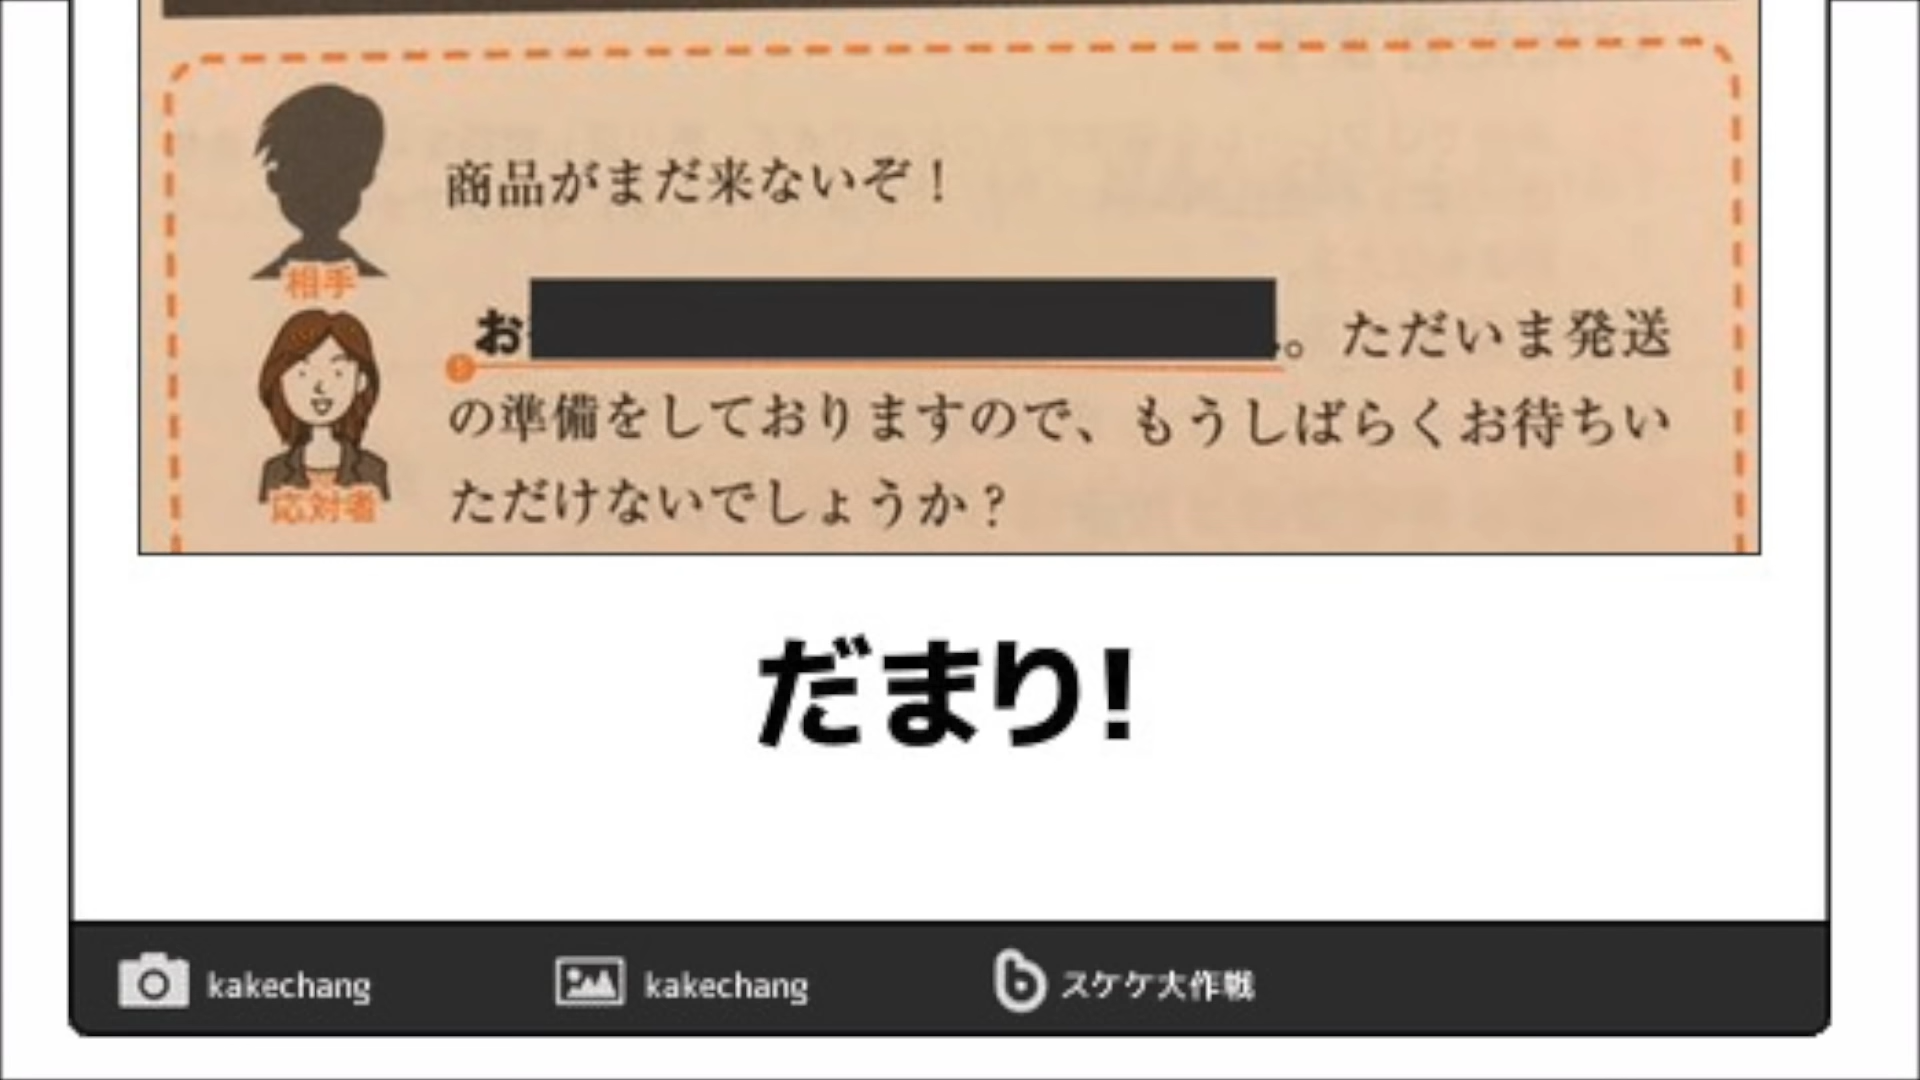 商品がまだ来ないぞ！
相手
お
。ただいま発送
の準備をしておりますので、もうしばらくお待ちい
ただけないでしょうか？
応対者
だまり!
kakechang
kakechang
スケケ大作戦